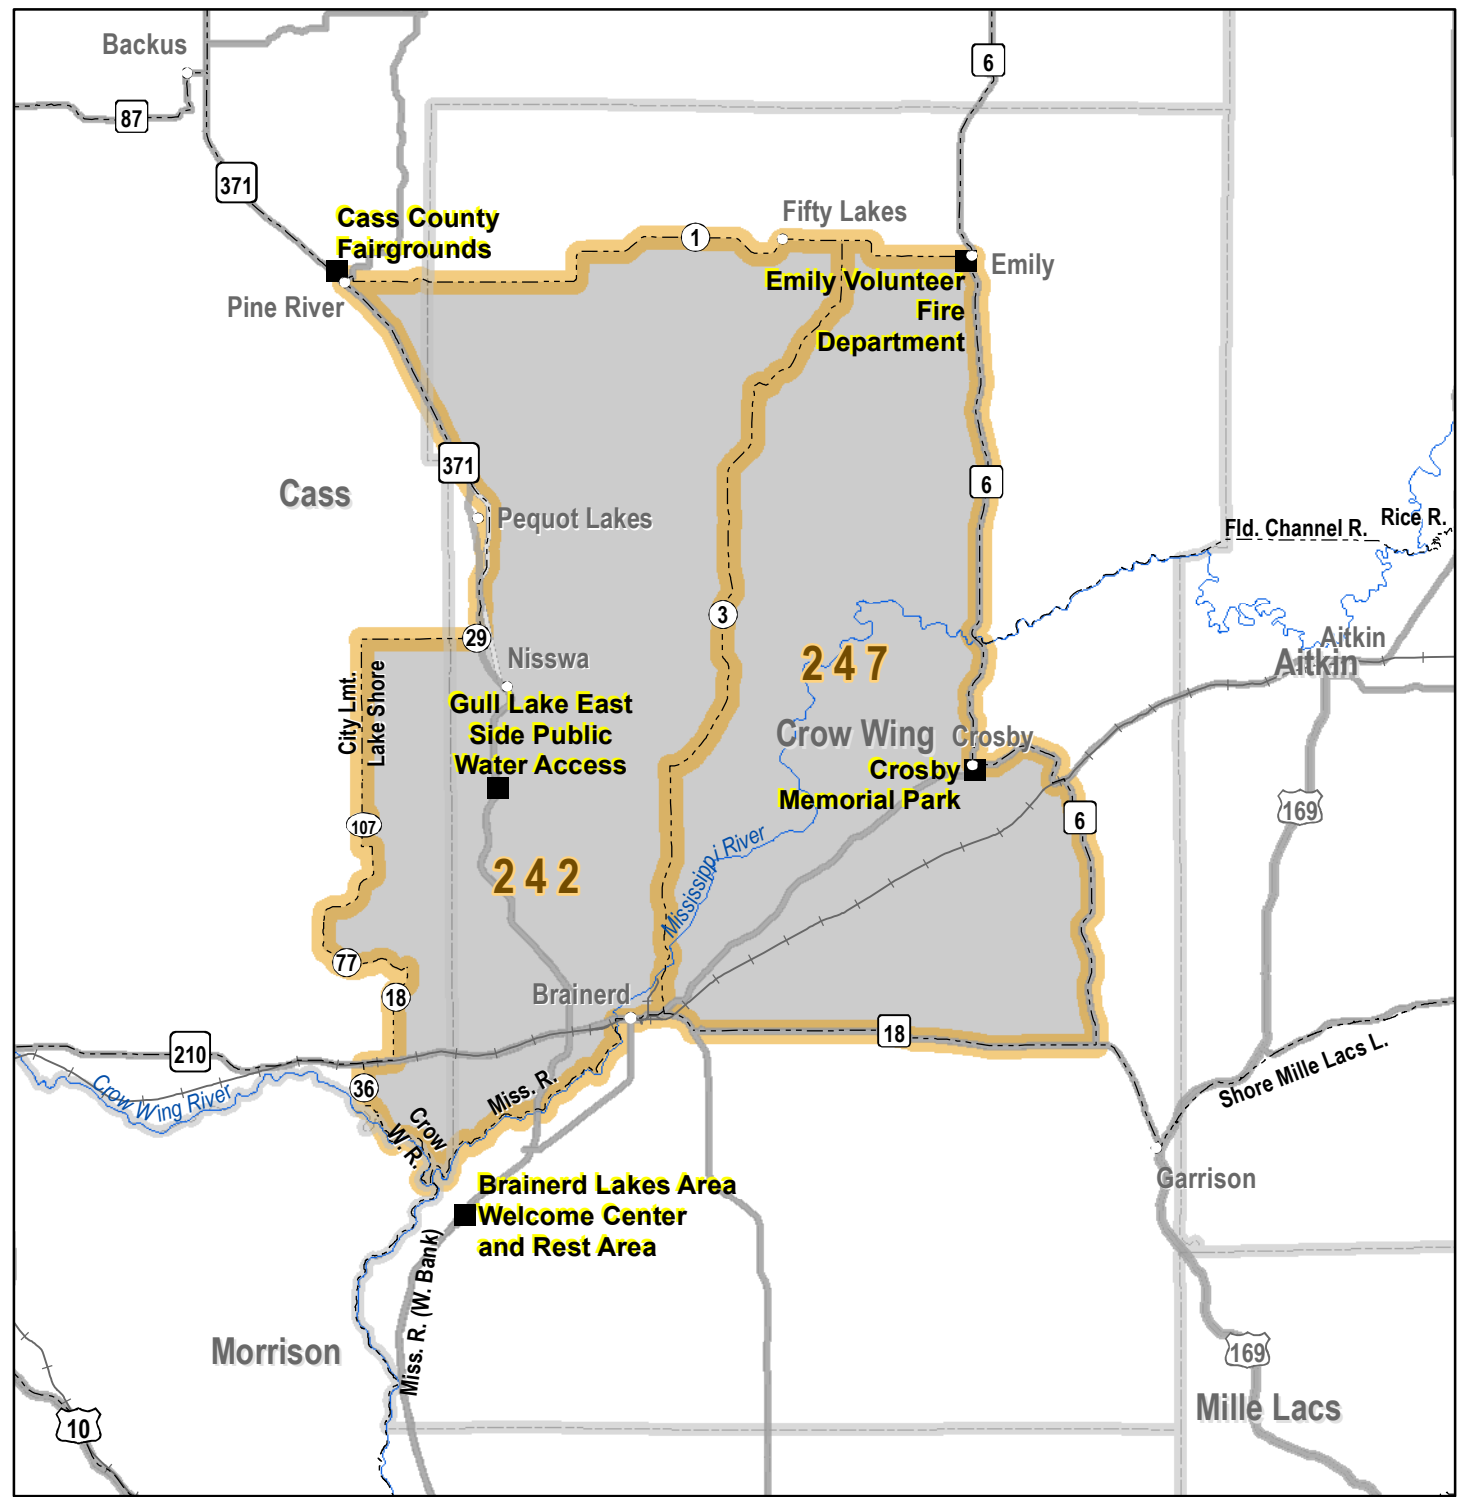 Backus
87
6
371
Cass County
Fairgrounds
Fifty Lakes
1
Emily
Emily Volunteer
Fire
Department
Pine River
371
6
Cass
Pequot Lakes
Fld. Channel R.
Rice R.
3
29
Nisswa
247
Aitkin
Aitkin
City Lmt.
Lake Shore
Gull Lake East
Side Public
Water Access
Crow Wing
Crosby
Crosby
Memorial Park
107
6
169
Mississippi River
242
77
18
Brainerd
18
210
36
Crow Wing River
Crow
W. R.
Miss. R.
Shore Mille Lacs L.
Garrison
Brainerd Lakes Area
Welcome Center
and Rest Area
Miss. R. (W. Bank)
Morrison
169
10
Mille Lacs